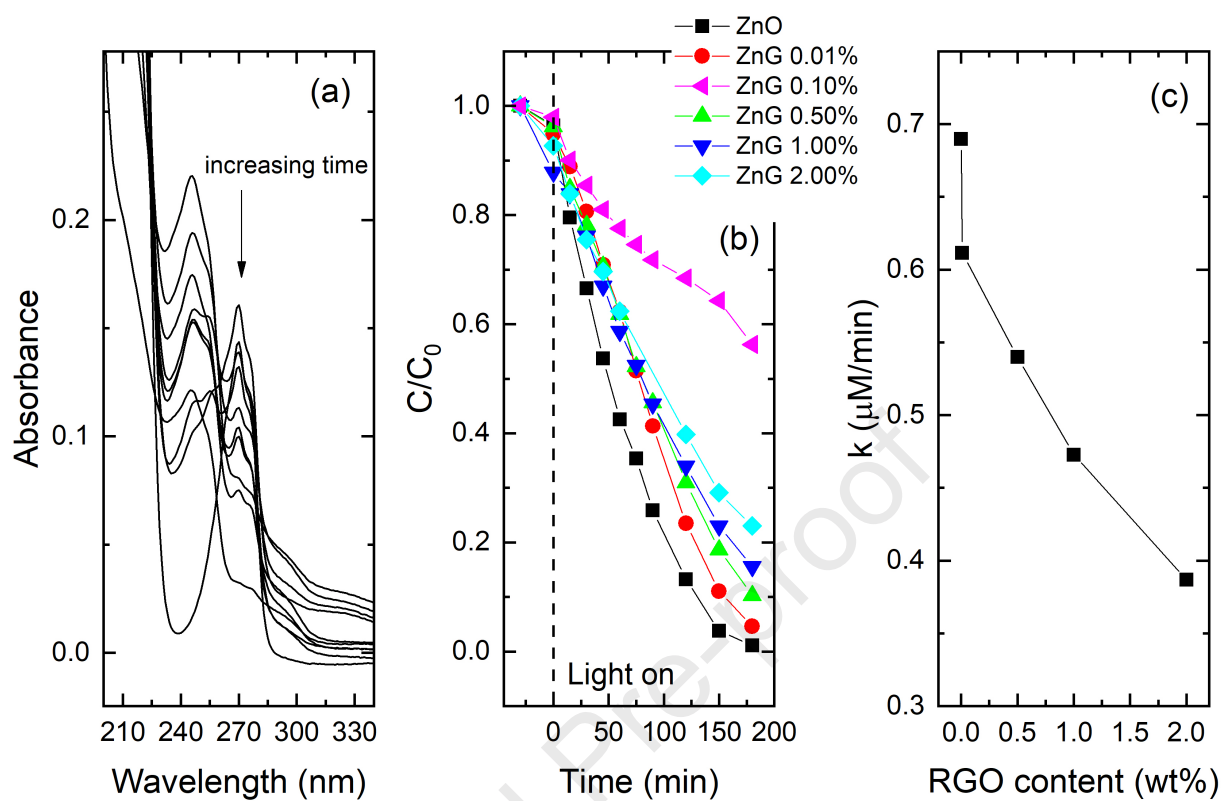 ZnO
ZnG 0.01%
ZnG 0.10%
ZnG 0.50%
ZnG 1.00%
ZnG 2.00%
(a)
increasing time
0.2
0.1
0.0
Absorbance
210 240 270 300 330
Wavelength (nm)
(b)
1.0
0.8
0.6
0.4
0.2
0.0
C/C₀
Light on
0 50 100 150 200
Time (min)
(c)
0.7
0.6
0.5
0.4
0.3
k (μM/min)
0.0 0.5 1.0 1.5 2.0
RGO content (wt%)
Pre-proof